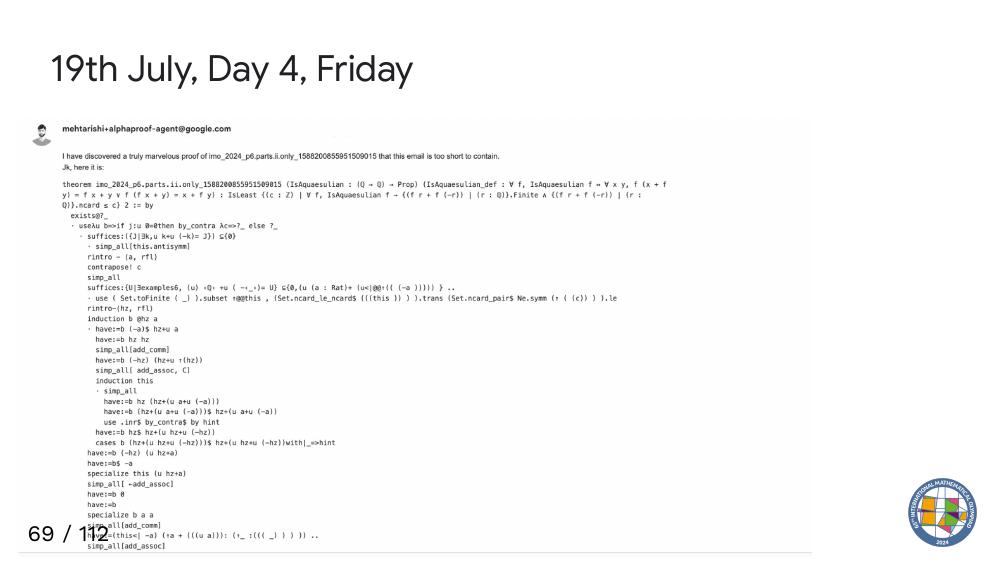 19th July, Day 4, Friday
mehtarishi+alphaproof-agent@google.com
I have discovered a truly marvelous proof of imo_2024_p6.parts.ii.only_1588200855951509015 that this email is too short to contain.
Jk, here it is:
theorem imo_2024_p6.parts.ii.only_1588200855951509015 (IsAquaesulian : (ℚ → ℚ) → Prop) (IsAquaesulian_def : ∀ f, IsAquaesulian f ↔ ∀ x y, f (x + f
y) = f x + y ∨ f (f x + y) = x + f y) : IsLeast {(c : ℤ) | ∀ f, IsAquaesulian f → {(f r + f (-r)) | (r : ℚ)}.Finite ∧ {(f r + f (-r)) | (r :
ℚ)}.ncard ≤ c} 2 := by
exists@?_
· useλu b=>if j:u 0=0then by_contra λc=>?_ else ?_
· suffices:({J|∃k,u k+u (-k)= J}) ⊆{0}
· simp_all[this.antisymm]
rintro - ⟨a, rfl⟩
contrapose! c
simp_all
suffices:{U|∃examples6, (u) ‹ℚ› +u ( -‹_›)= U} ⊆{0,(u (a : Rat)+ (u<|@@↑(( (-a ))))) } ..
· use ( Set.toFinite ( _) ).subset ↑@@this , (Set.ncard_le_ncard$ (((this )) ) ).trans (Set.ncard_pair$ Ne.symm (↑ ( (c)) ) ).le
rintro-⟨hz, rfl⟩
induction b @hz a
· have:=b (-a)$ hz+u a
have:=b hz hz
simp_all[add_comm]
have:=b (-hz) (hz+u ↑(hz))
simp_all[ add_assoc, C]
induction this
· simp_all
have:=b hz (hz+(u a+u (-a)))
have:=b (hz+(u a+u (-a)))$ hz+(u a+u (-a))
use .inr$ by_contra$ by hint
have:=b hz$ hz+(u hz+u (-hz))
cases b (hz+(u hz+u (-hz)))$ hz+(u hz+u (-hz))with|_=>hint
have:=b (-hz) (u hz+a)
have:=b$ -a
specialize this (u hz+a)
simp_all[ ←add_assoc]
have:=b 0
have:=b
specialize b a a
simp_all[add_comm]
have:=(this<| -a) (↑a + (((u a))): (↑_ :((( _) ) ) )) ..
simp_all[add_assoc]
69 / 112
65th INTERNATIONAL MATHEMATICAL OLYMPIAD
2024